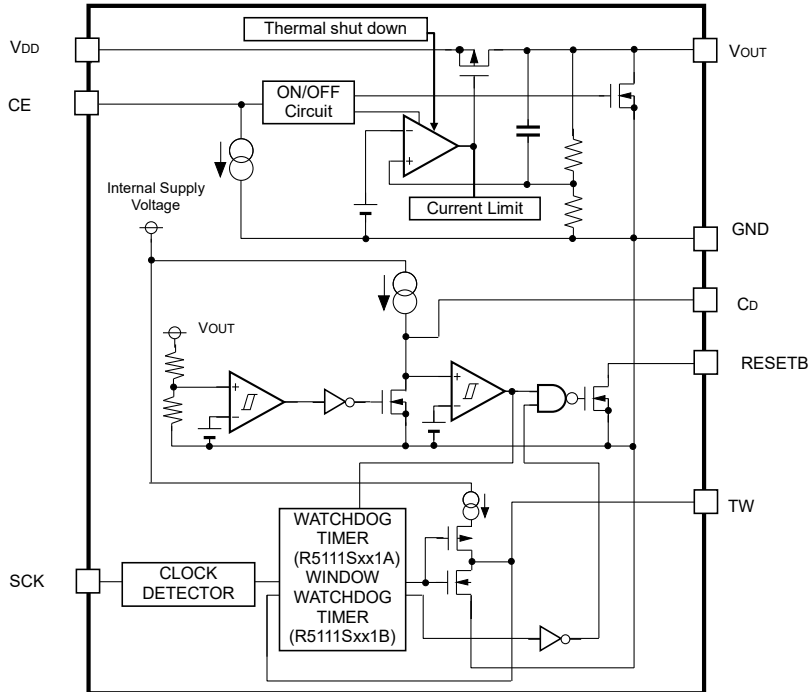 Thermal shut down
VDD
VOUT
CE
ON/OFF
Circuit
−
+
Internal Supply
Voltage
Current Limit
GND
CD
VOUT
RESETB
+
−
+
−
TW
WATCHDOG
TIMER
(R5111Sxx1A)
WINDOW
WATCHDOG
TIMER
(R5111Sxx1B)
SCK
CLOCK
DETECTOR